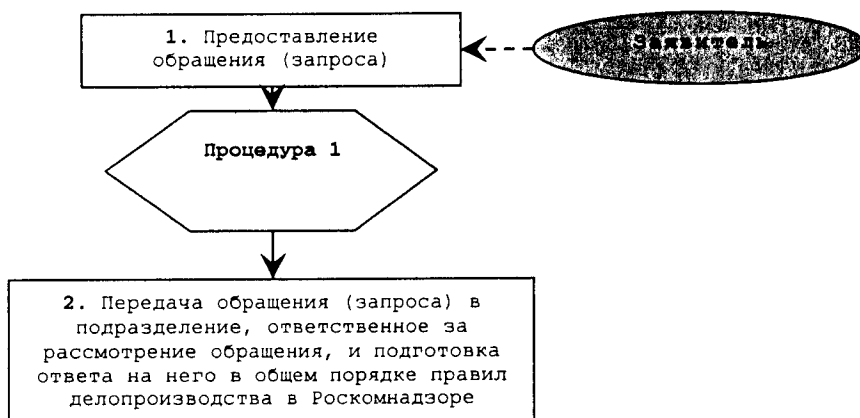 1. Предоставление
обращения (запроса)
Заявитель
Процедура 1
2. Передача обращения (запроса) в
подразделение, ответственное за
рассмотрение обращения, и подготовка
ответа на него в общем порядке правил
делопроизводства в Роскомнадзоре